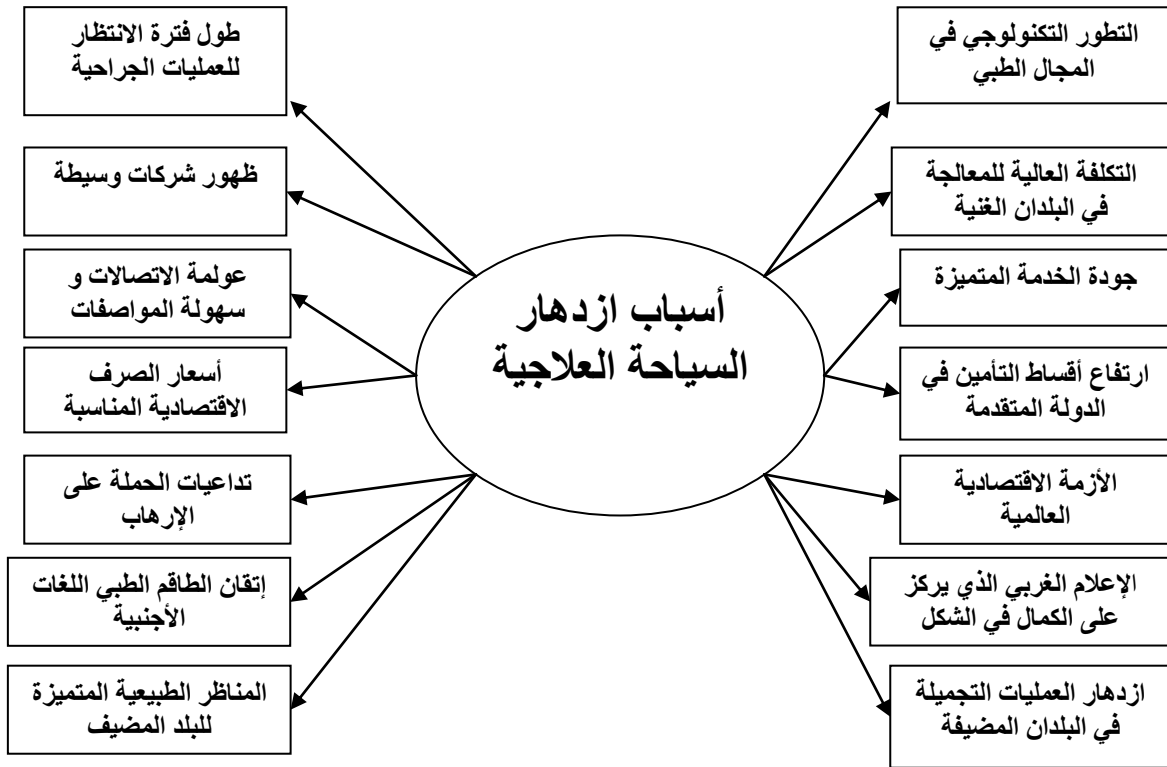 أسباب ازدهار
السياحة العلاجية
التطور التكنولوجي في
المجال الطبي
التكلفة العالية للمعالجة
في البلدان الغنية
جودة الخدمة المتميزة
ارتفاع أقساط التأمين في
الدولة المتقدمة
الأزمة الاقتصادية
العالمية
الإعلام الغربي الذي يركز
على الكمال في الشكل
ازدهار العمليات التجميلة
في البلدان المضيفة
طول فترة الانتظار
للعمليات الجراحية
ظهور شركات وسيطة
عولمة الاتصالات و
سهولة المواصفات
أسعار الصرف
الاقتصادية المناسبة
تداعيات الحملة على
الإرهاب
إتقان الطاقم الطبي اللغات
الأجنبية
المناظر الطبيعية المتميزة
للبلد المضيف